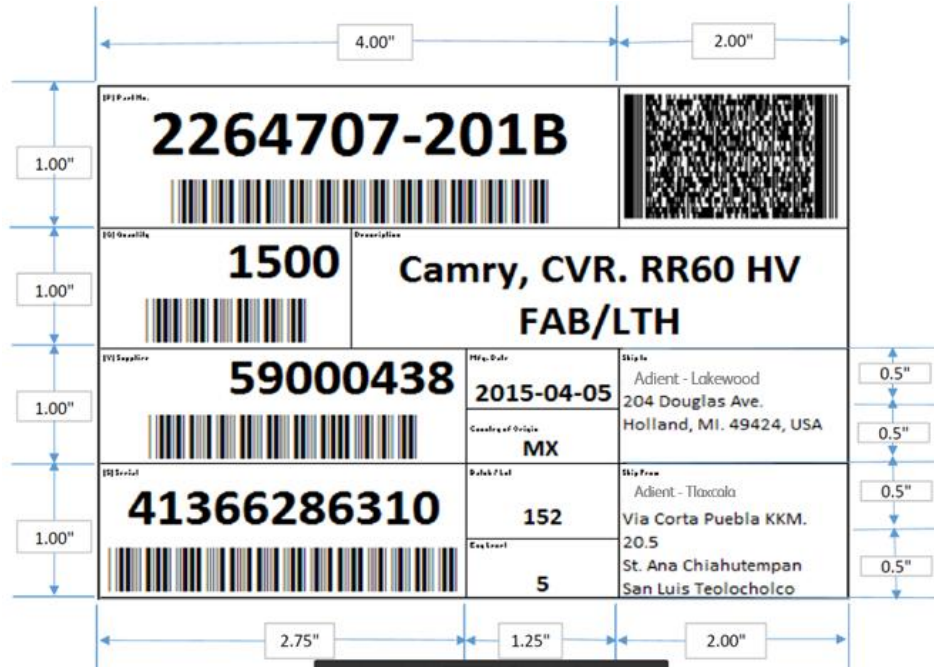 4.00"
2.00"
[P] Part No.
2264707-201B
1.00"
[Q] Quantity
1500
Description
Camry, CVR. RR60 HV
FAB/LTH
1.00"
[V] Supplier
59000438
Mfg. Date
2015-04-05
Country of Origin
MX
Ship to
Adient - Lakewood
204 Douglas Ave.
Holland, MI. 49424, USA
1.00"
0.5"
0.5"
[S] Serial
41366286310
Batch / Lot
152
Eng Level
5
Ship From
Adient - Tlaxcala
Via Corta Puebla KKM.
20.5
St. Ana Chiahutempan
San Luis Teolocholco
1.00"
0.5"
0.5"
2.75"
1.25"
2.00"